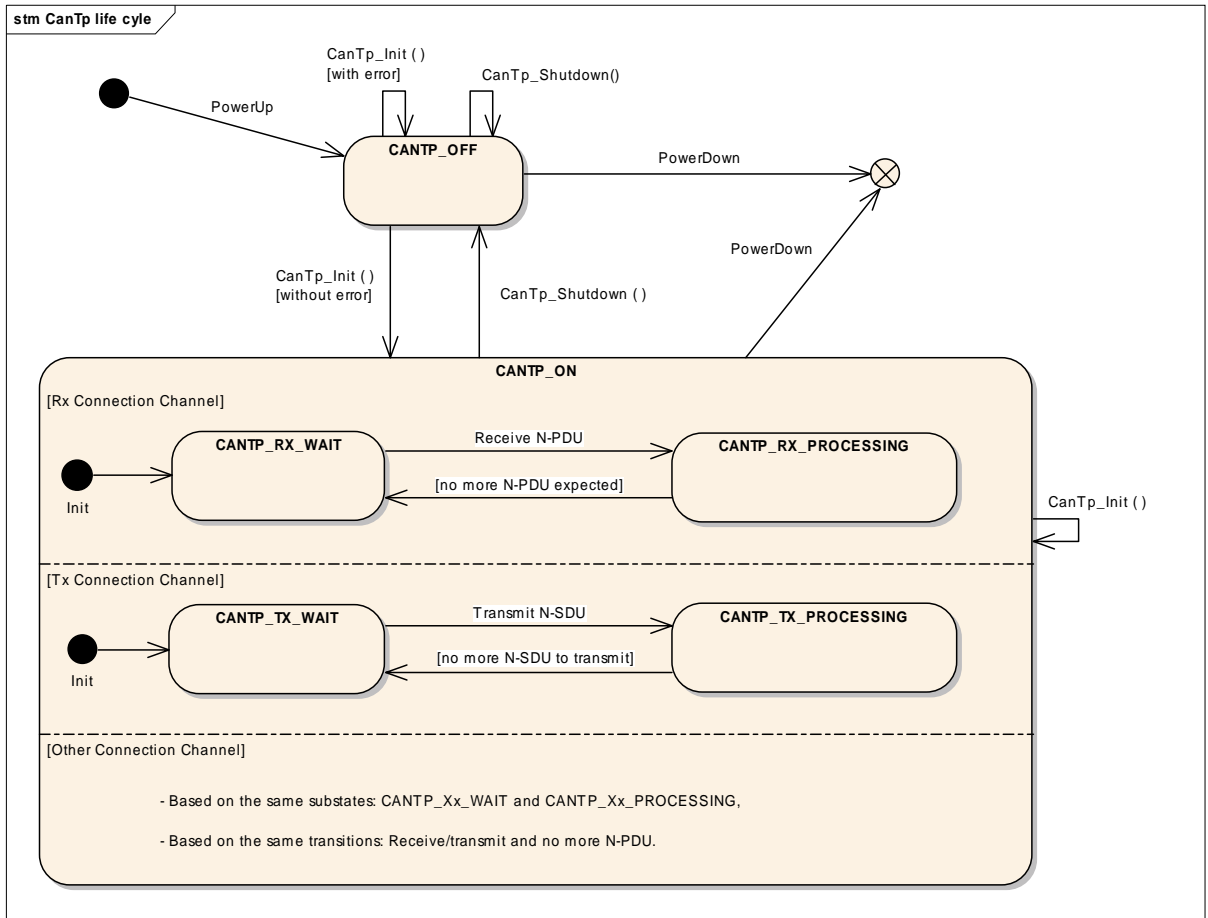 stm CanTp life cyle
CanTp_Init ( )
[with error]
CanTp_Shutdown()
PowerUp
CANTP_OFF
PowerDown
PowerDown
CanTp_Init ( )
[without error]
CanTp_Shutdown ( )
CANTP_ON
[Rx Connection Channel]
CANTP_RX_WAIT
Receive N-PDU
CANTP_RX_PROCESSING
[no more N-PDU expected]
Init
CanTp_Init ( )
[Tx Connection Channel]
CANTP_TX_WAIT
Transmit N-SDU
CANTP_TX_PROCESSING
[no more N-SDU to transmit]
Init
[Other Connection Channel]
- Based on the same substates: CANTP_Xx_WAIT and CANTP_Xx_PROCESSING,
- Based on the same transitions: Receive/transmit and no more N-PDU.